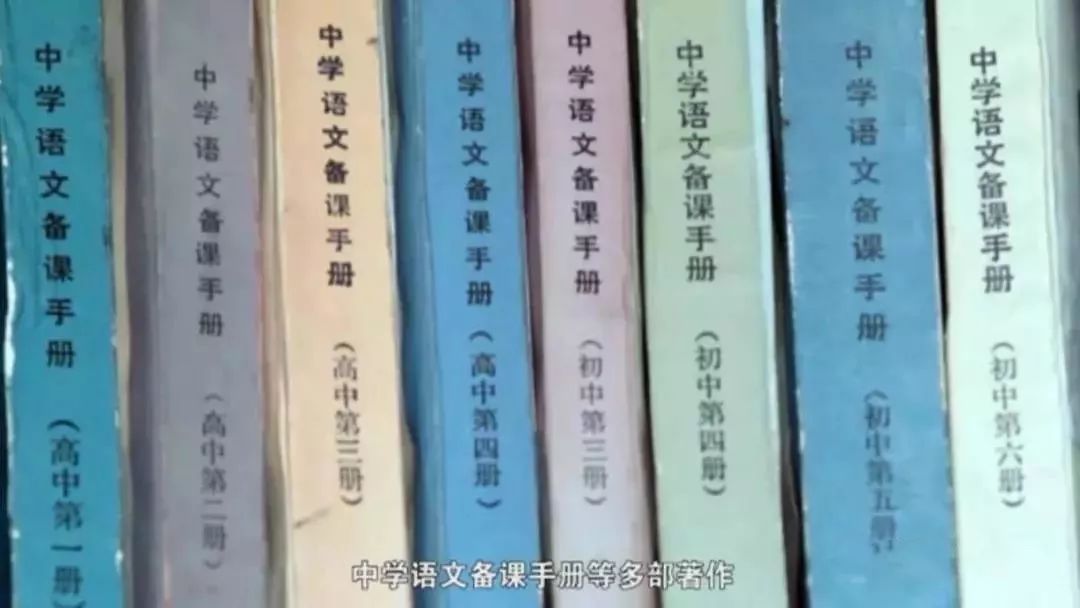 中学语文备课手册（高中第一册）
中学语文备课手册（高中第二册）
中学语文备课手册（高中第三册）
中学语文备课手册（高中第四册）
中学语文备课手册（初中第三册）
中学语文备课手册（初中第四册）
中学语文备课手册（初中第五册）
中学语文备课手册（初中第六册）
中学语文备课手册等多部著作